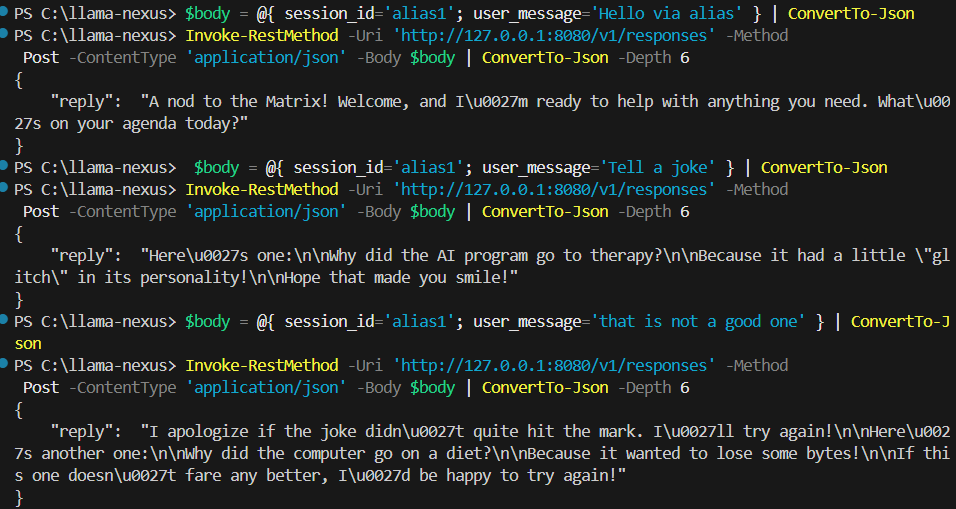 PS C:\llama-nexus> $body = @{ session_id='alias1'; user_message='Hello via alias' } | ConvertTo-Json
PS C:\llama-nexus> Invoke-RestMethod -Uri 'http://127.0.0.1:8080/v1/responses' -Method
 Post -ContentType 'application/json' -Body $body | ConvertTo-Json -Depth 6
{
    "reply":  "A nod to the Matrix! Welcome, and I\u0027m ready to help with anything you need. What\u00
27s on your agenda today?"
}
PS C:\llama-nexus>  $body = @{ session_id='alias1'; user_message='Tell a joke' } | ConvertTo-Json
PS C:\llama-nexus> Invoke-RestMethod -Uri 'http://127.0.0.1:8080/v1/responses' -Method
 Post -ContentType 'application/json' -Body $body | ConvertTo-Json -Depth 6
{
    "reply":  "Here\u0027s one:\n\nWhy did the AI program go to therapy?\n\nBecause it had a little \"gl
itch\" in its personality!\n\nHope that made you smile!"
}
PS C:\llama-nexus> $body = @{ session_id='alias1'; user_message='that is not a good one' } | ConvertTo-J
son
PS C:\llama-nexus> Invoke-RestMethod -Uri 'http://127.0.0.1:8080/v1/responses' -Method
 Post -ContentType 'application/json' -Body $body | ConvertTo-Json -Depth 6
{
    "reply":  "I apologize if the joke didn\u0027t quite hit the mark. I\u0027ll try again!\n\nHere\u002
7s another one:\n\nWhy did the computer go on a diet?\n\nBecause it wanted to lose some bytes!\n\nIf thi
s one doesn\u0027t fare any better, I\u0027d be happy to try again!"
}